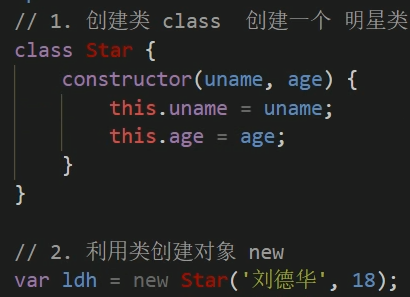 // 1. 创建类 class  创建一个 明星类
class Star {
    constructor(uname, age) {
        this.uname = uname;
        this.age = age;
    }
}
// 2. 利用类创建对象 new
var ldh = new Star('刘德华', 18);